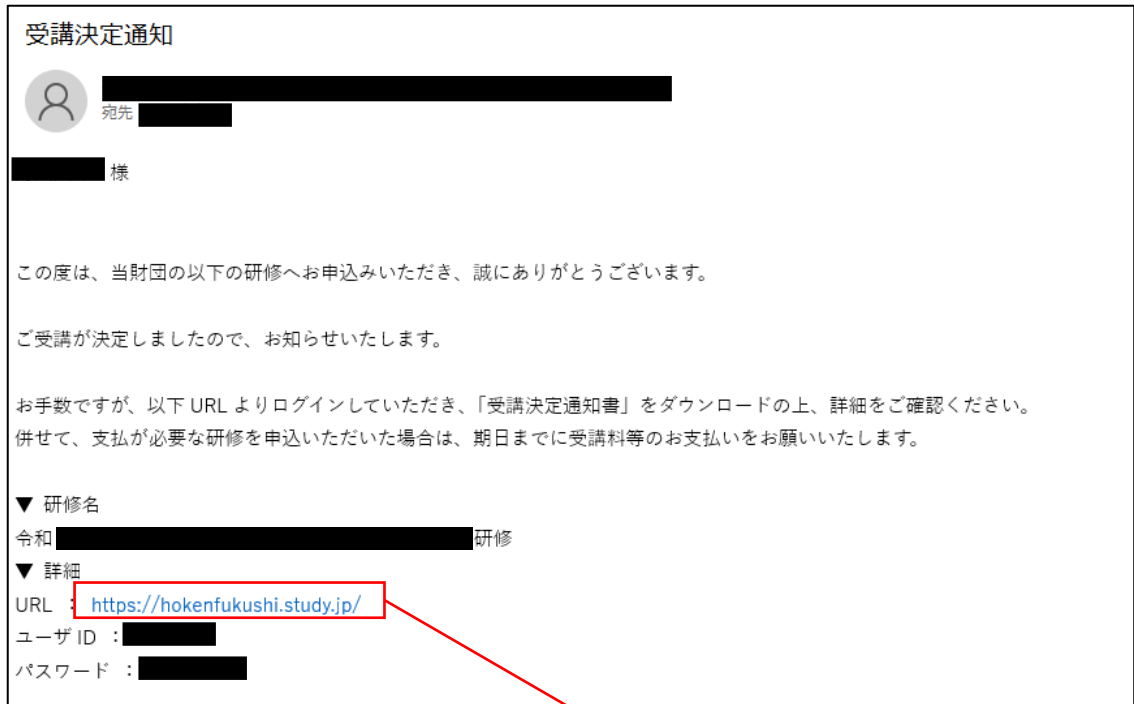 受講決定通知
宛先
様
この度は、当財団の以下の研修へお申込みいただき、誠にありがとうございます。
ご受講が決定しましたので、お知らせいたします。
お手数ですが、以下 URL よりログインしていただき、「受講決定通知書」をダウンロードの上、詳細をご確認ください。
併せて、支払が必要な研修を申込いただいた場合は、期日までに受講料等のお支払いをお願いいたします。
▼ 研修名
令和 研修
▼ 詳細
URL : https://hokenfukushi.study.jp/
ユーザ ID :
パスワード :